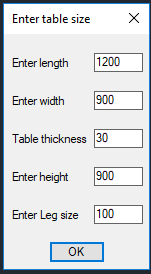 Enter table size
Enter length 1200
Enter width 900
Table thickness 30
Enter height 900
Enter Leg size 100
OK